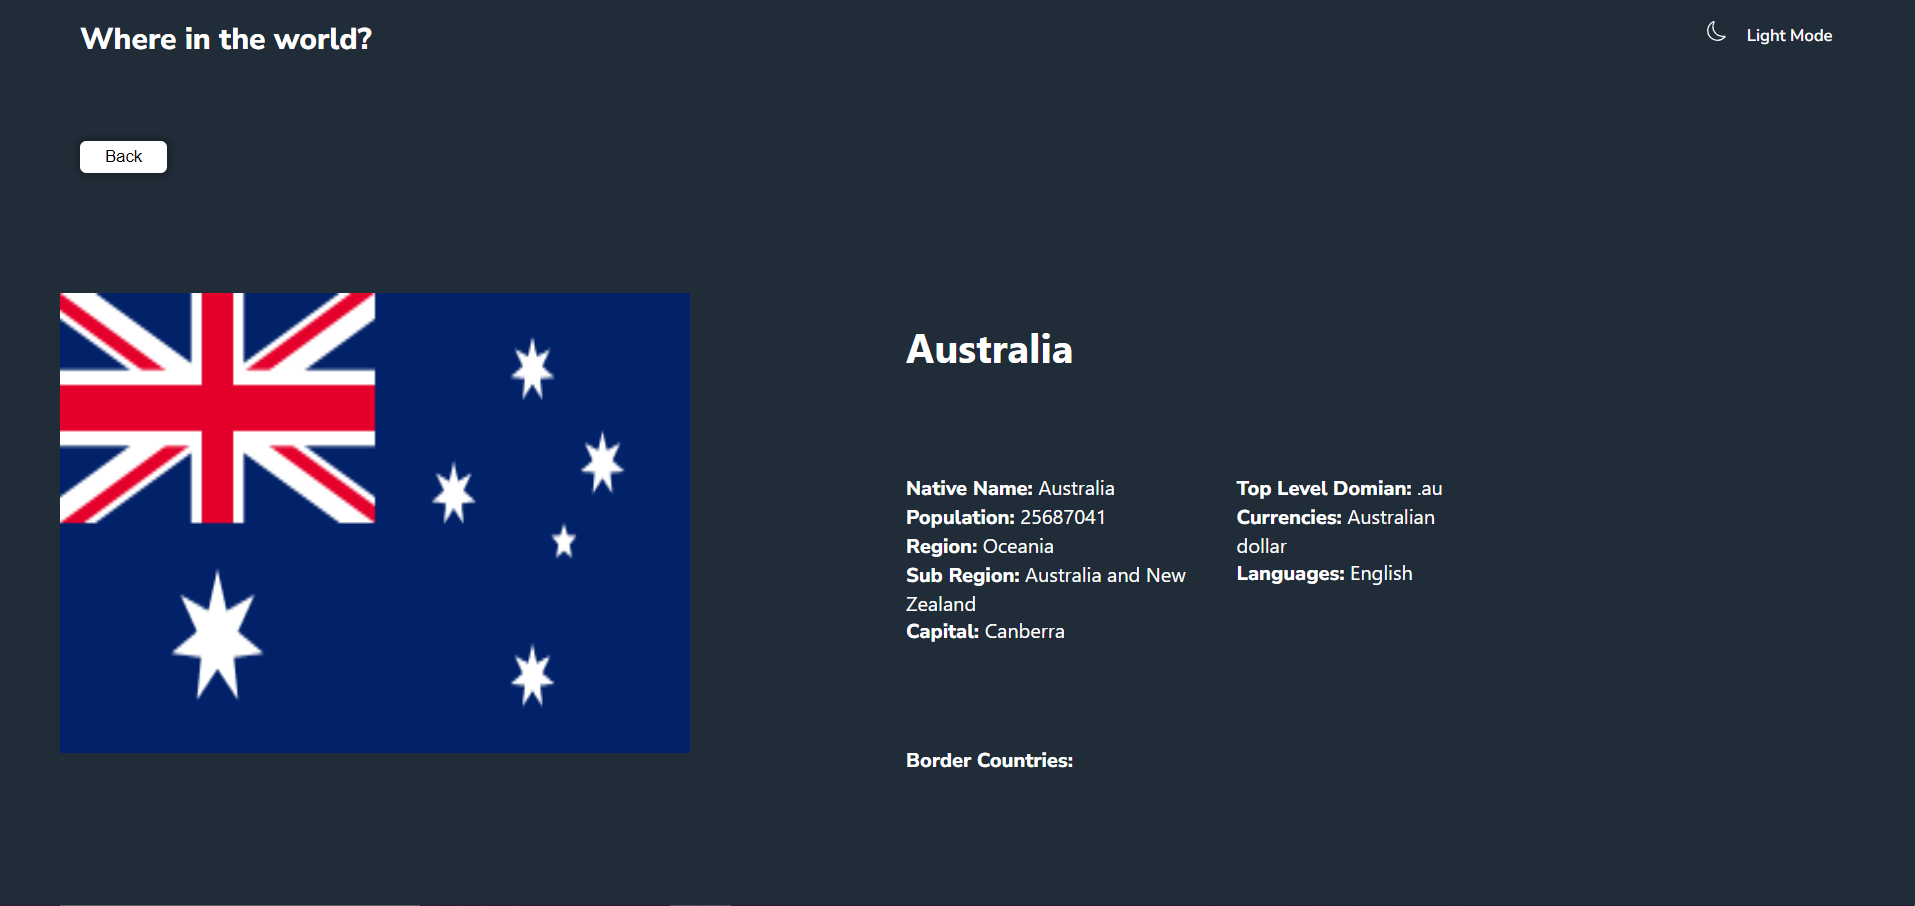 Where in the world?
Light Mode
Back
Australia
Native Name: Australia
Population: 25687041
Region: Oceania
Sub Region: Australia and New
Zealand
Capital: Canberra
Top Level Domian: .au
Currencies: Australian
dollar
Languages: English
Border Countries: